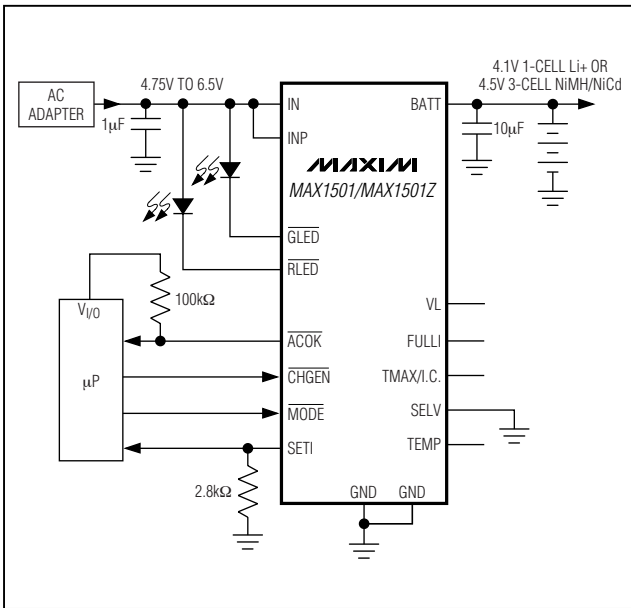 4.1V 1-CELL Li+ OR
4.5V 3-CELL NiMH/NiCd
4.75V TO 6.5V
AC
ADAPTER
1µF
IN
BATT
INP
10µF
MAXIM
MAX1501/MAX1501Z
GLED
RLED
100kΩ
VI/O
VL
ACOK
FULLI
µP
CHGEN
TMAX/I.C.
MODE
SELV
SETI
TEMP
2.8kΩ
GND
GND